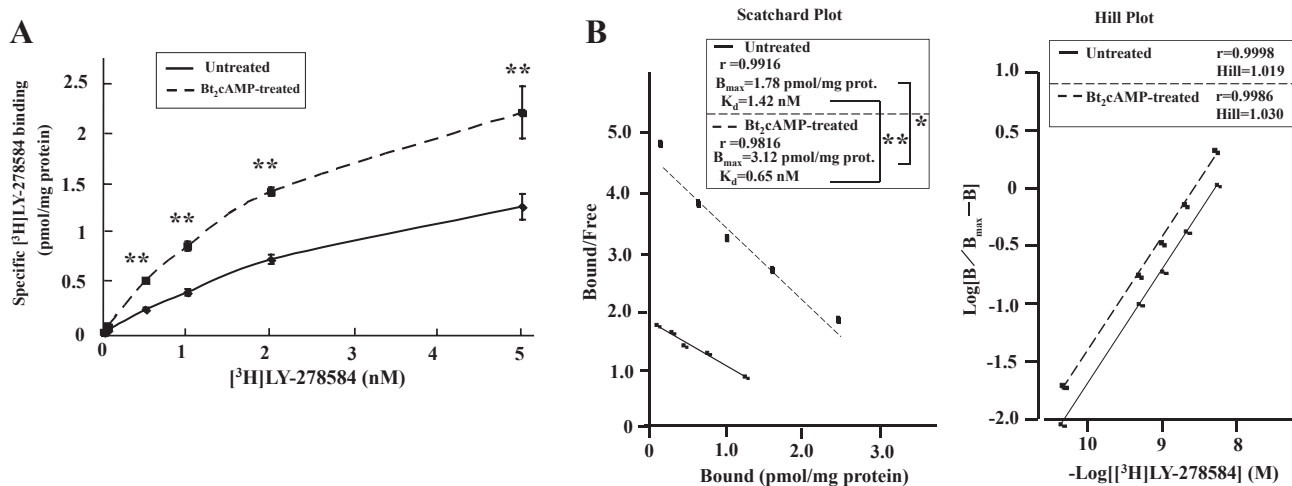 A
Specific [³H]LY-278584 binding
(pmol/mg protein)
2.5
2
1.5
1
0.5
0
Untreated
Bt₂cAMP-treated
**
**
**
**
0
1
2
3
4
5
[³H]LY-278584 (nM)
B
Scatchard Plot
Untreated
r =0.9916
Bmax=1.78 pmol/mg prot.
Kd=1.42 nM
Bt₂cAMP-treated
r =0.9816
Bmax=3.12 pmol/mg prot.
Kd=0.65 nM
**
*
Bound/Free
5.0
4.0
3.0
2.0
1.0
0
0
1.0
2.0
3.0
Bound (pmol/mg protein)
Hill Plot
Untreated r=0.9998
Hill=1.019
Bt₂cAMP-treated r=0.9986
Hill=1.030
Log[B/Bmax−B]
1.0
0.5
0
-0.5
-1.0
-1.5
-2.0
10
9
8
-Log[[³H]LY-278584] (M)